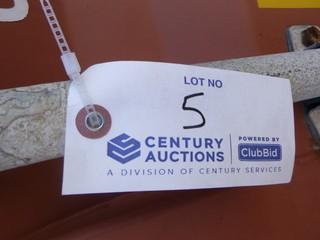 LOT NO
5
CENTURY
AUCTIONS
POWERED BY
ClubBid
A DIVISION OF CENTURY SERVICES